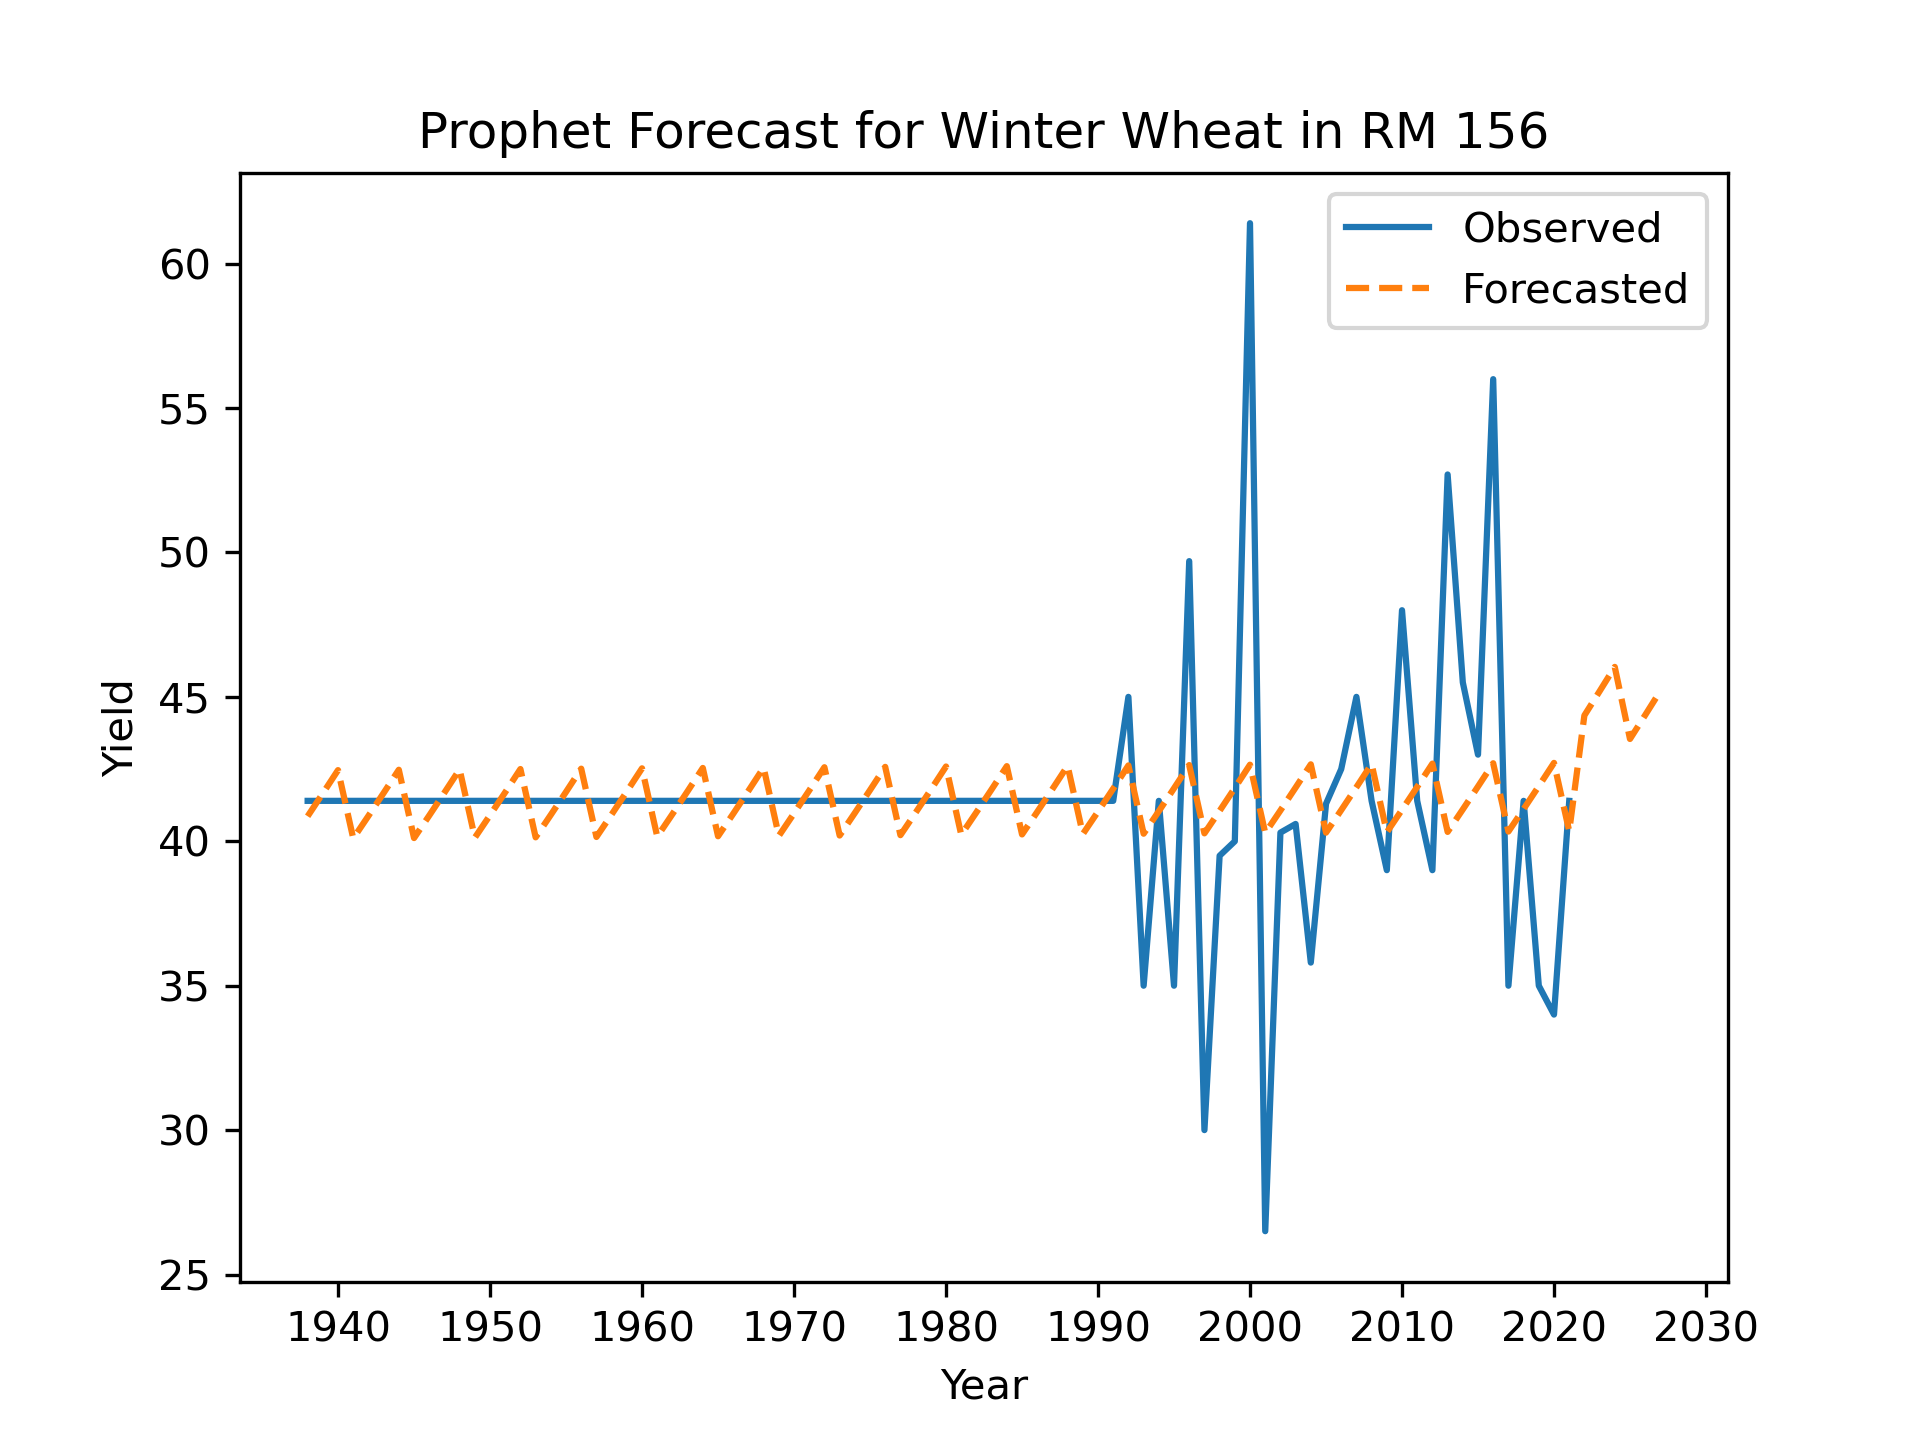 Prophet Forecast for Winter Wheat in RM 156
Observed
Forecasted
60
55
50
45
40
35
30
25
Yield
1940 1950 1960 1970 1980 1990 2000 2010 2020 2030
Year